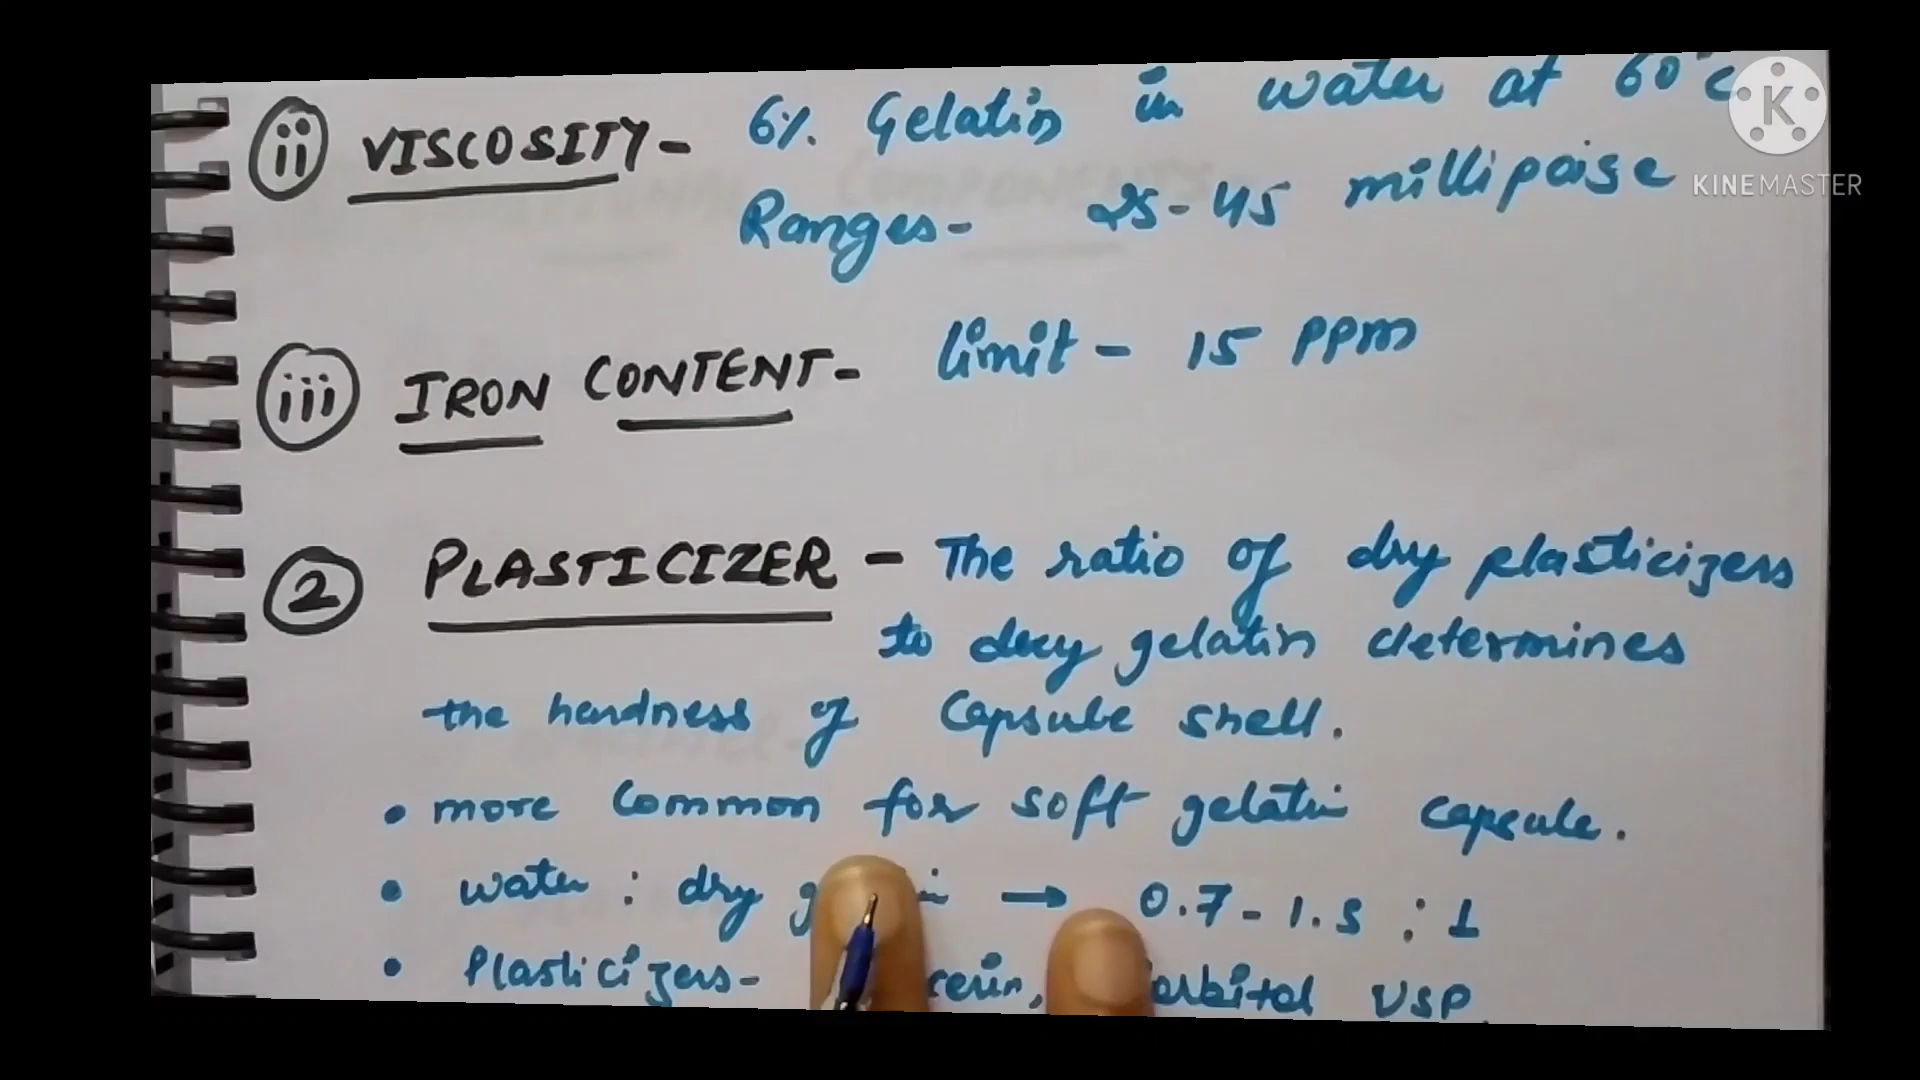 ii VISCOSITY - 6%. Gelatin in water at 60°C
Ranges - 25-45 millipoise
iii IRON CONTENT - limit - 15 PPM
2 PLASTICIZER - The ratio of dry plasticizers
to dry gelatin determines
the hardness of Capsule shell.
• more common for soft gelatin capsule.
• water : dry → 0.7 - 1.5 : 1
• Plasticizers - USP
K
KINEMASTER